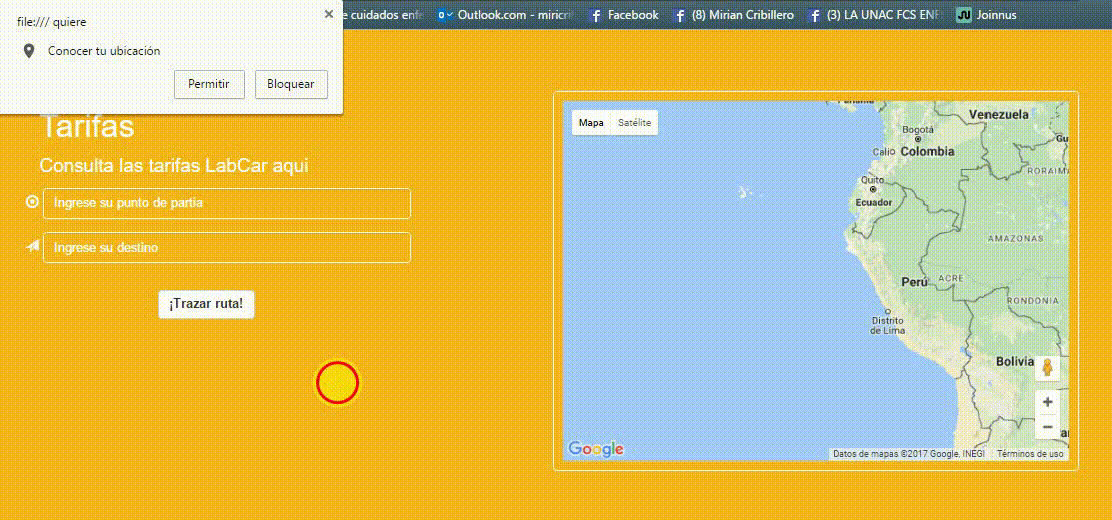 file:/// quiere
Conocer tu ubicación
Permitir
Bloquear
e cuidados enfe
Outlook.com - miricri
Facebook
(8) Mirian Cribillero
(3) LA UNAC FCS ENF
Joinnus
Tarifas
Consulta las tarifas LabCar aqui
Ingrese su punto de partia
Ingrese su destino
¡Trazar ruta!
Mapa
Satélite
Panamá
Venezuela
Bogotá
Gu
Calio
Colombia
RORAIM
Quito
Ecuador
AMAZONAS
Perú
ACRE
RONDONIA
Distrito
de Lima
Bolivia
Google
Datos de mapas ©2017 Google, INEGI
Términos de uso